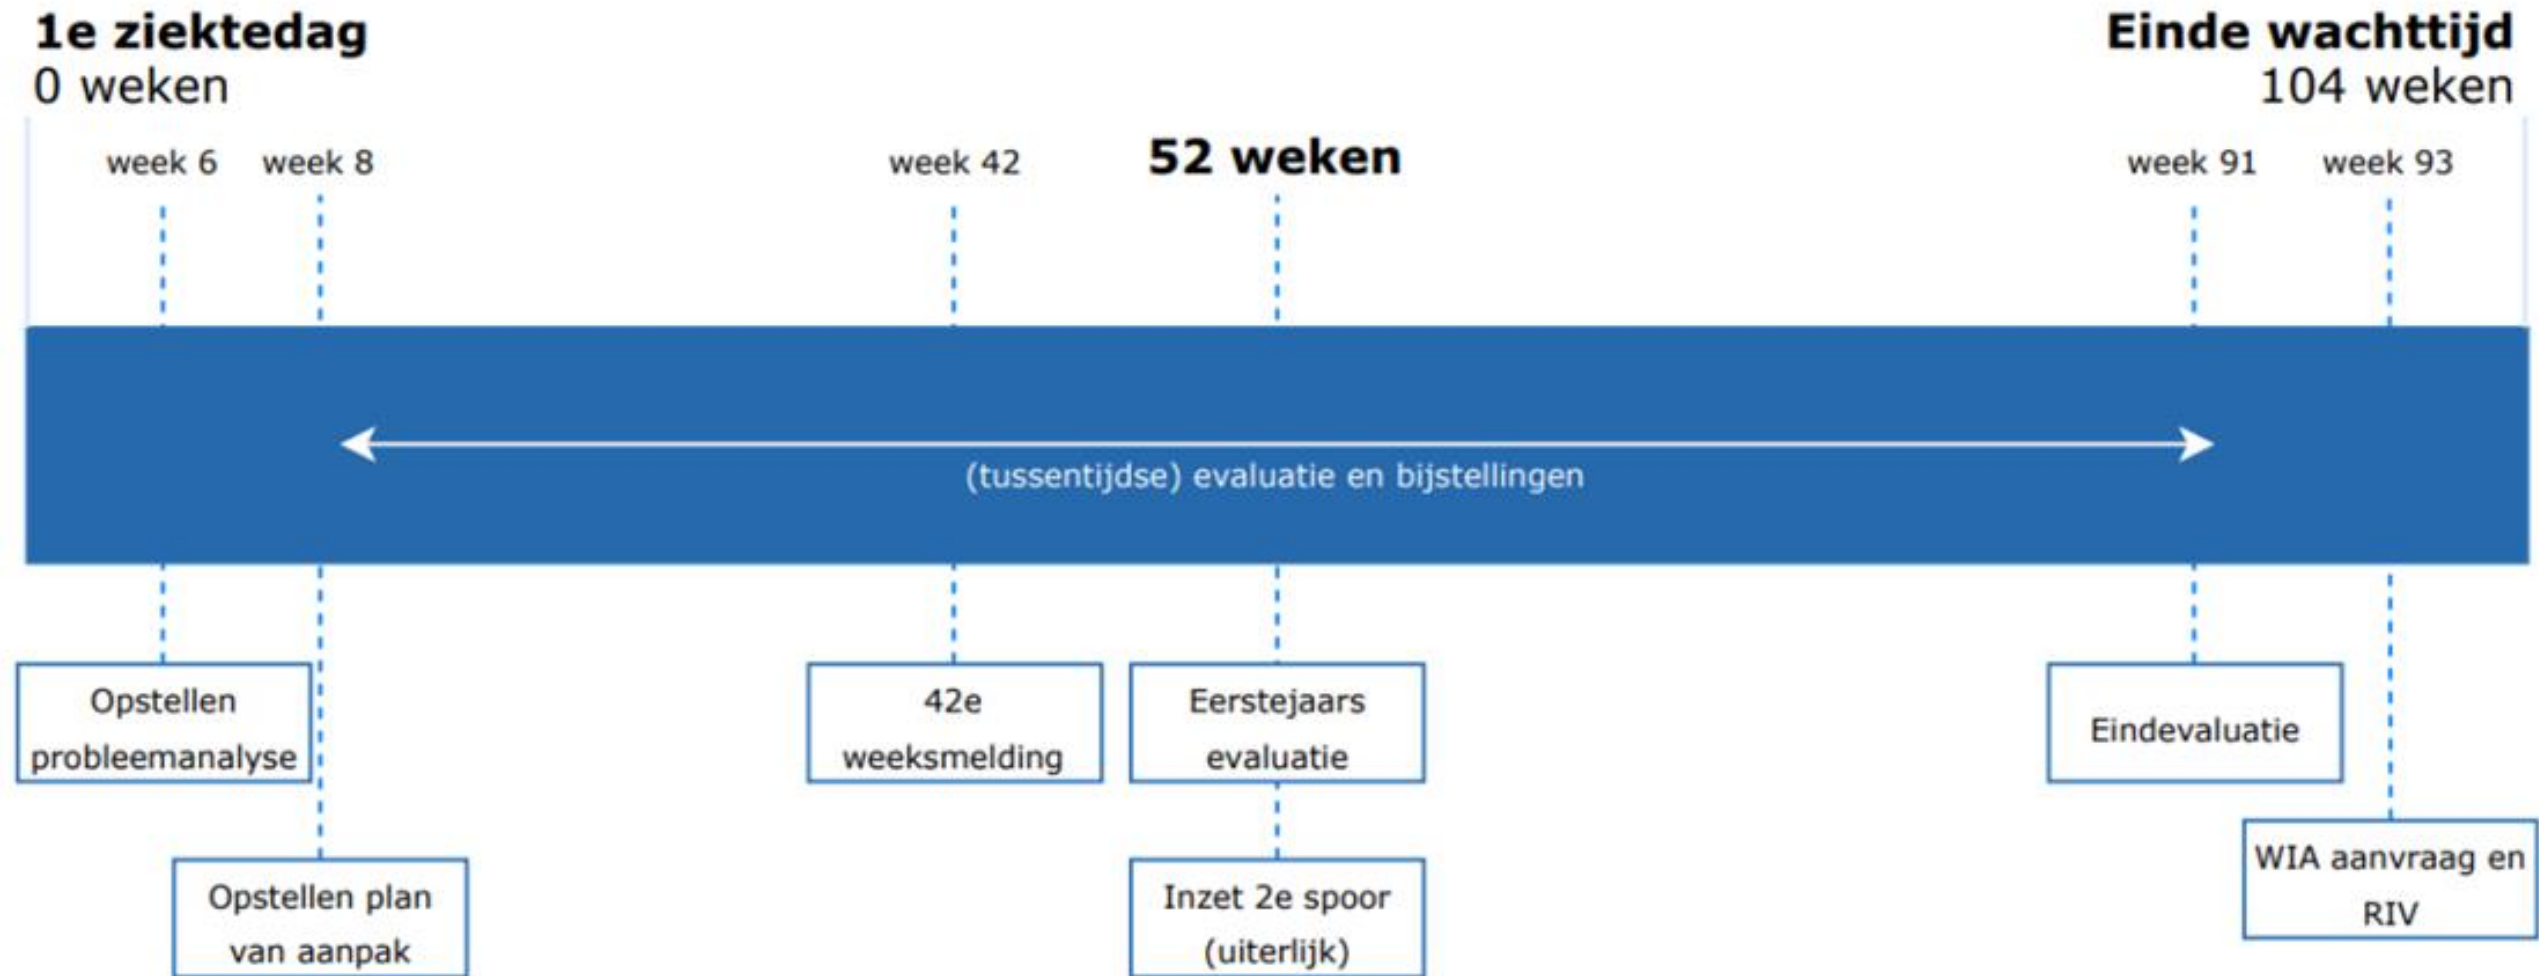 1e ziektedag
0 weken
Einde wachttijd
104 weken
week 6
week 8
week 42
52 weken
week 91
week 93
(tussentijdse) evaluatie en bijstellingen
Opstellen
probleemanalyse
42e
weeksmelding
Eerstejaars
evaluatie
Eindevaluatie
Opstellen plan
van aanpak
Inzet 2e spoor
(uiterlijk)
WIA aanvraag en
RIV